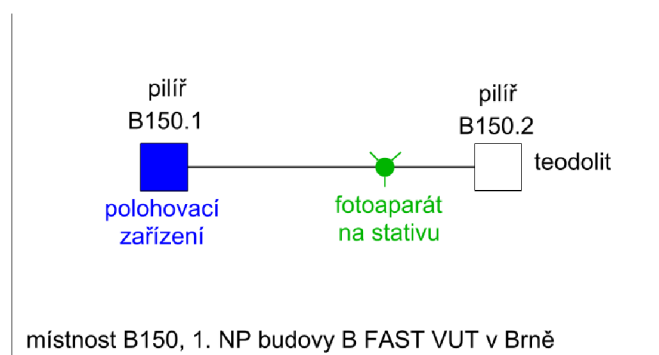 pilíř
B150.1
pilíř
B150.2
teodolit
polohovací
zařízení
fotoaparát
na stativu
místnost B150, 1. NP budovy B FAST VUT v Brně